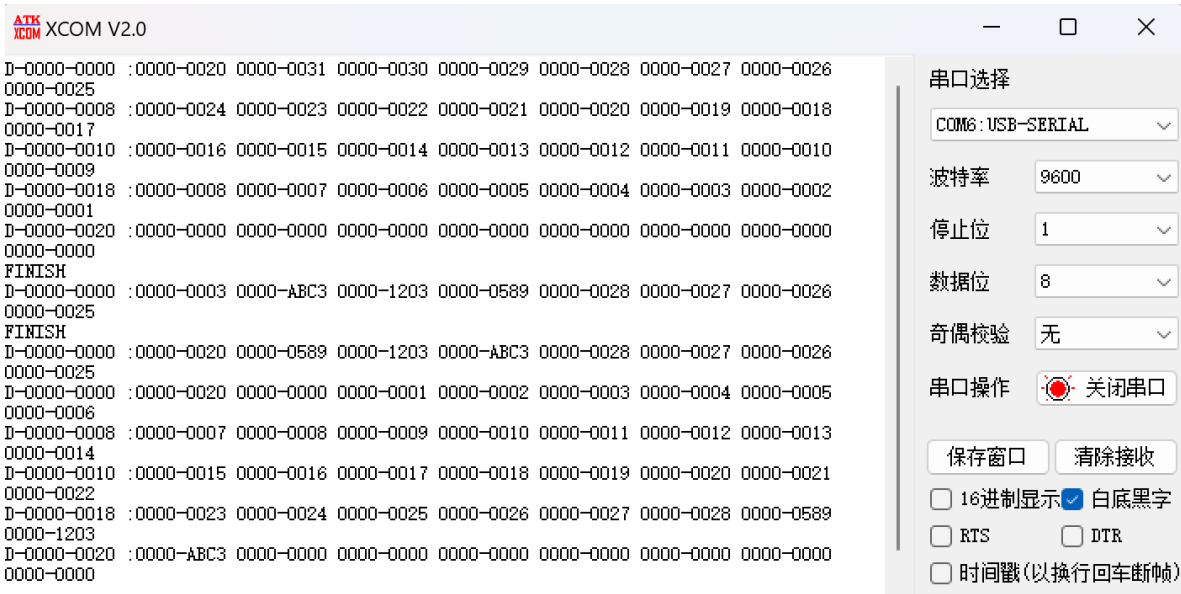 ATK
XCOM XCOM V2.0
D-0000-0000 :0000-0020 0000-0031 0000-0030 0000-0029 0000-0028 0000-0027 0000-0026
0000-0025
D-0000-0008 :0000-0024 0000-0023 0000-0022 0000-0021 0000-0020 0000-0019 0000-0018
0000-0017
D-0000-0010 :0000-0016 0000-0015 0000-0014 0000-0013 0000-0012 0000-0011 0000-0010
0000-0009
D-0000-0018 :0000-0008 0000-0007 0000-0006 0000-0005 0000-0004 0000-0003 0000-0002
0000-0001
D-0000-0020 :0000-0000 0000-0000 0000-0000 0000-0000 0000-0000 0000-0000 0000-0000
0000-0000
FINISH
D-0000-0000 :0000-0003 0000-ABC3 0000-1203 0000-0589 0000-0028 0000-0027 0000-0026
0000-0025
FINISH
D-0000-0000 :0000-0020 0000-0589 0000-1203 0000-ABC3 0000-0028 0000-0027 0000-0026
0000-0025
D-0000-0000 :0000-0020 0000-0000 0000-0001 0000-0002 0000-0003 0000-0004 0000-0005
0000-0006
D-0000-0008 :0000-0007 0000-0008 0000-0009 0000-0010 0000-0011 0000-0012 0000-0013
0000-0014
D-0000-0010 :0000-0015 0000-0016 0000-0017 0000-0018 0000-0019 0000-0020 0000-0021
0000-0022
D-0000-0018 :0000-0023 0000-0024 0000-0025 0000-0026 0000-0027 0000-0028 0000-0589
0000-1203
D-0000-0020 :0000-ABC3 0000-0000 0000-0000 0000-0000 0000-0000 0000-0000 0000-0000
0000-0000
串口选择
COM6:USB-SERIAL
波特率 9600
停止位 1
数据位 8
奇偶校验 无
串口操作 关闭串口
保存窗口 清除接收
16进制显示 白底黑字
RTS DTR
时间戳(以换行回车断帧)